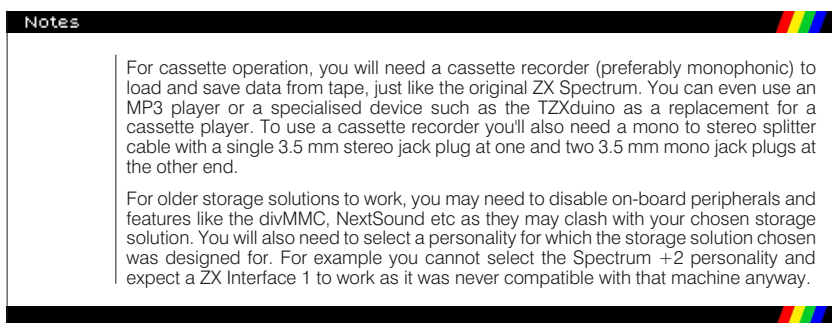 Notes
For cassette operation, you will need a cassette recorder (preferably monophonic) to
load and save data from tape, just like the original ZX Spectrum. You can even use an
MP3 player or a specialised device such as the TZXduino as a replacement for a
cassette player. To use a cassette recorder you'll also need a mono to stereo splitter
cable with a single 3.5 mm stereo jack plug at one and two 3.5 mm mono jack plugs at
the other end.
For older storage solutions to work, you may need to disable on-board peripherals and
features like the divMMC, NextSound etc as they may clash with your chosen storage
solution. You will also need to select a personality for which the storage solution chosen
was designed for. For example you cannot select the Spectrum +2 personality and
expect a ZX Interface 1 to work as it was never compatible with that machine anyway.